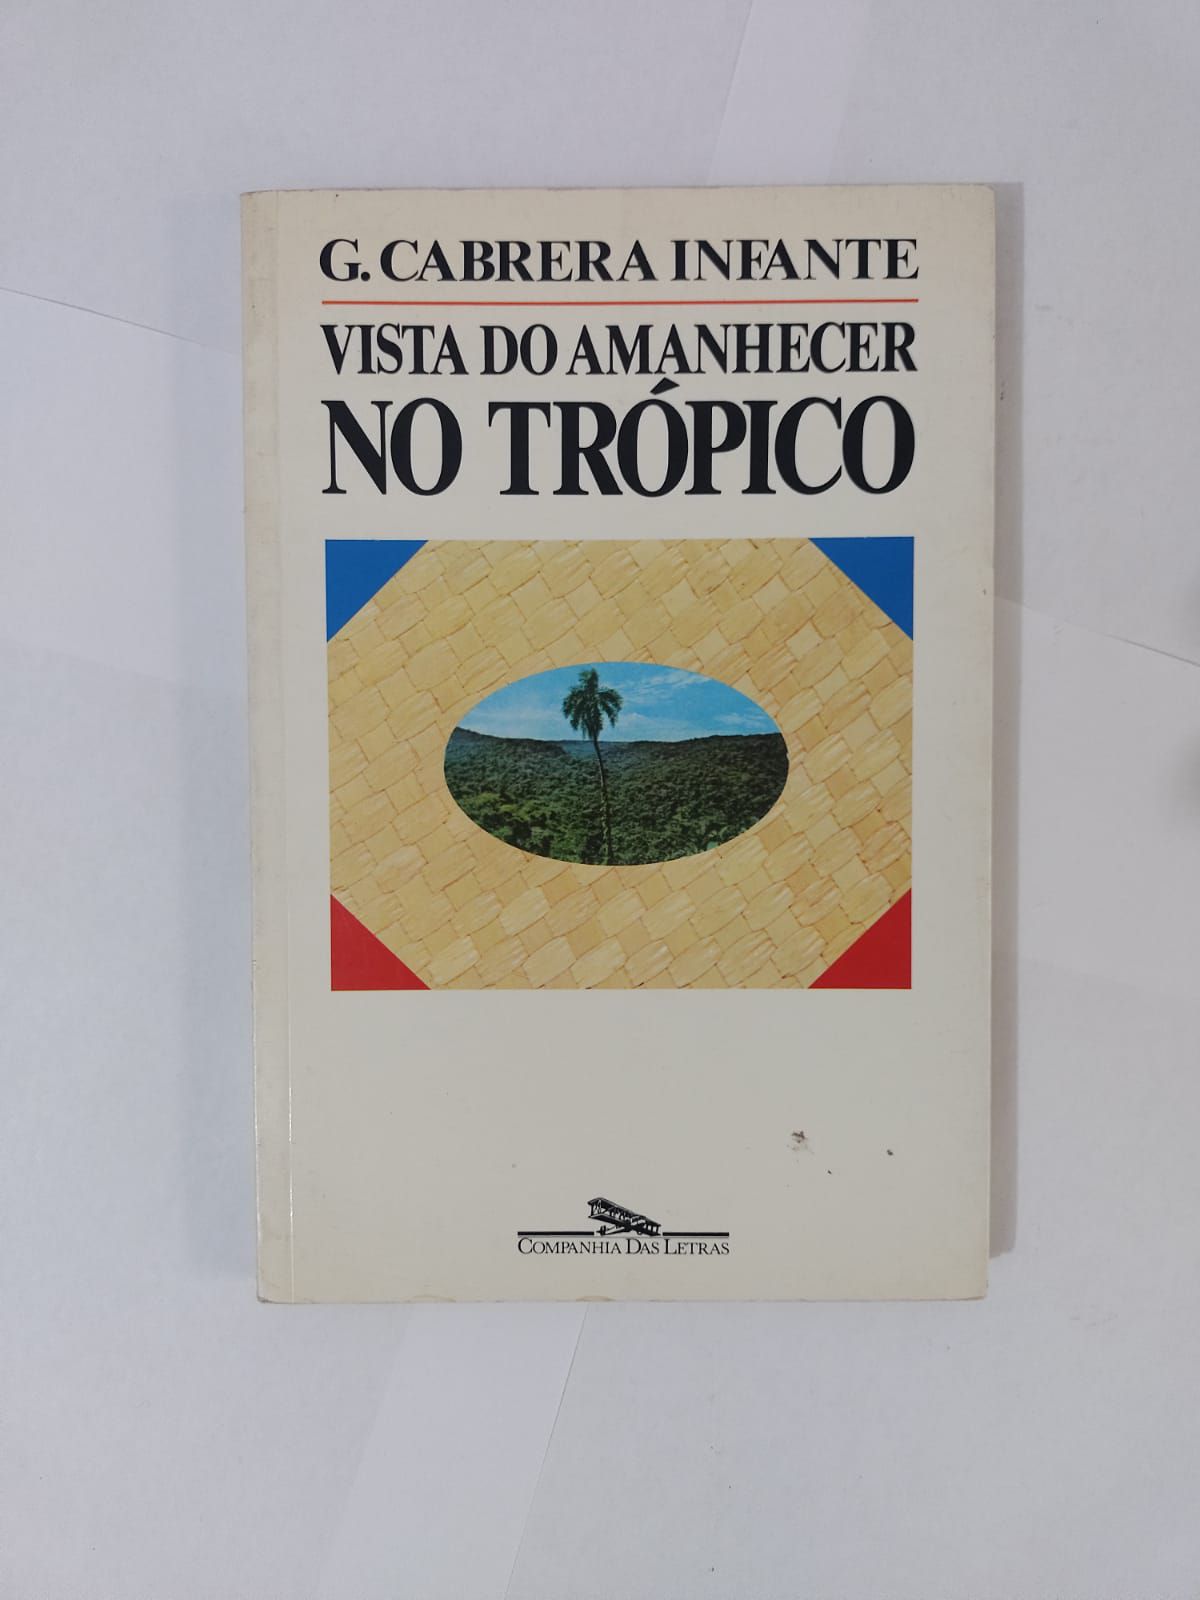 G. CABRERA INFANTE
VISTA DO AMANHECER
NO TRÓPICO
COMPANHIA DAS LETRAS